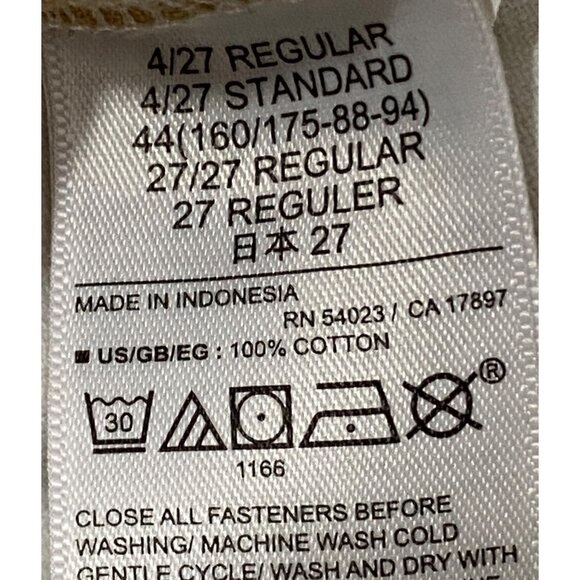 4/27 REGULAR
4/27 STANDARD
44(160/175-88-94)
27/27 REGULAR
27 REGULER
日本 27
MADE IN INDONESIA
RN 54023 / CA 17897
US/GB/EG : 100% COTTON
30
®
1166
CLOSE ALL FASTENERS BEFORE
WASHING/ MACHINE WASH COLD
GENTLE CYCLE/ WASH AND DRY WITH